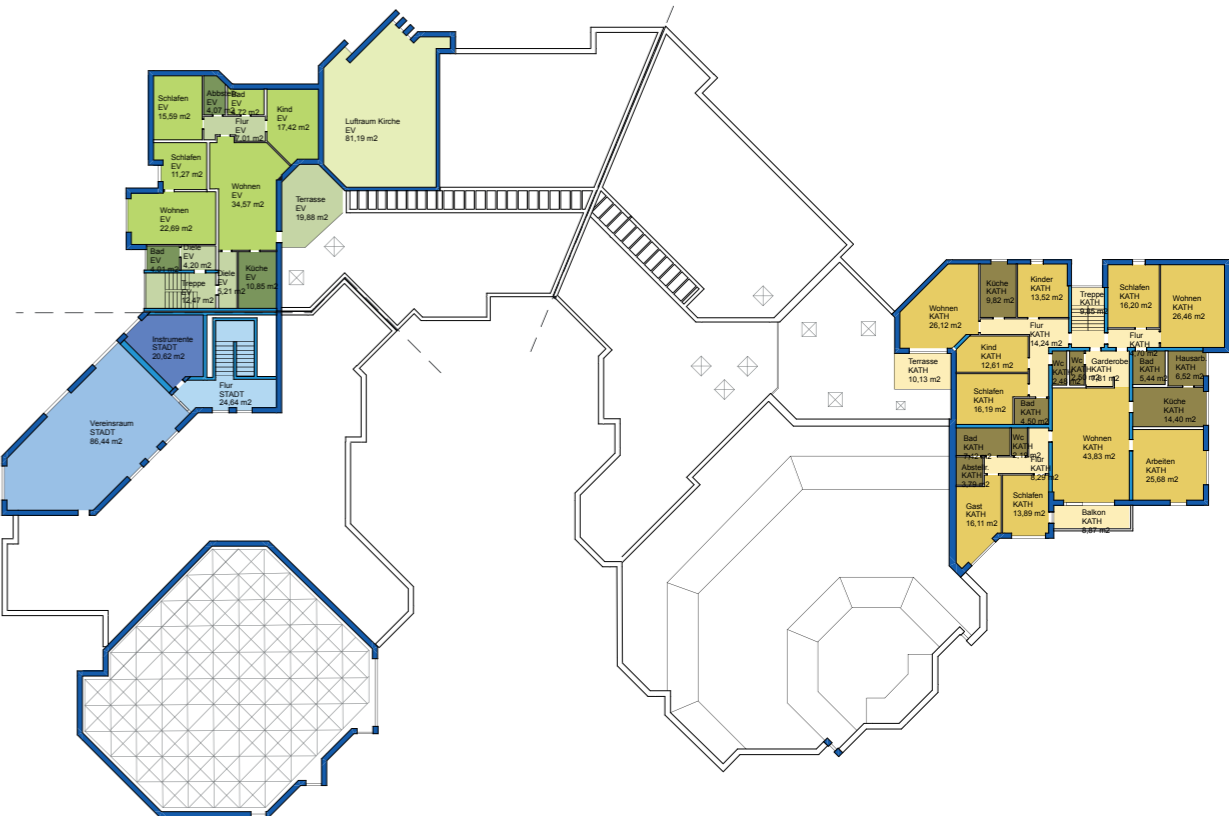 Schlafen
EV
15,59 m2
EV
4,07 m2
Bad
EV
4,72 m2
Kind
EV
17,42 m2
Flur
EV
7,01 m2
Luftraum Kirche
EV
81,19 m2
Schlafen
EV
11,27 m2
Wohnen
EV
34,57 m2
Terrasse
EV
19,88 m2
Wohnen
EV
22,69 m2
Bad
EV
4,01 m2
Diele
EV
4,20 m2
Treppe
EV
12,47 m2
Diele
EV
5,21 m2
Küche
EV
10,85 m2
Instrumente
STADT
20,62 m2
Flur
STADT
24,64 m2
Vereinsraum
STADT
86,44 m2
Wohnen
KATH
26,12 m2
Küche
KATH
9,82 m2
Kinder
KATH
13,52 m2
Treppe
KATH
9,85 m2
Schlafen
KATH
16,20 m2
Wohnen
KATH
26,46 m2
Flur
KATH
14,24 m2
Flur
KATH
Terrasse
KATH
10,13 m2
Kind
KATH
12,61 m2
Wc
KATH
Wc
KATH
Garderobe
KATH
Bad
KATH
5,44 m2
Hausarb.
KATH
6,52 m2
Schlafen
KATH
16,19 m2
Bad
KATH
4,50 m2
Küche
KATH
14,40 m2
Bad
KATH
Wc
KATH
Flur
KATH
8,29 m2
Wohnen
KATH
43,83 m2
Abstellr.
KATH
3,79 m2
Arbeiten
KATH
25,68 m2
Gast
KATH
16,11 m2
Schlafen
KATH
13,89 m2
Balkon
KATH
8,87 m2